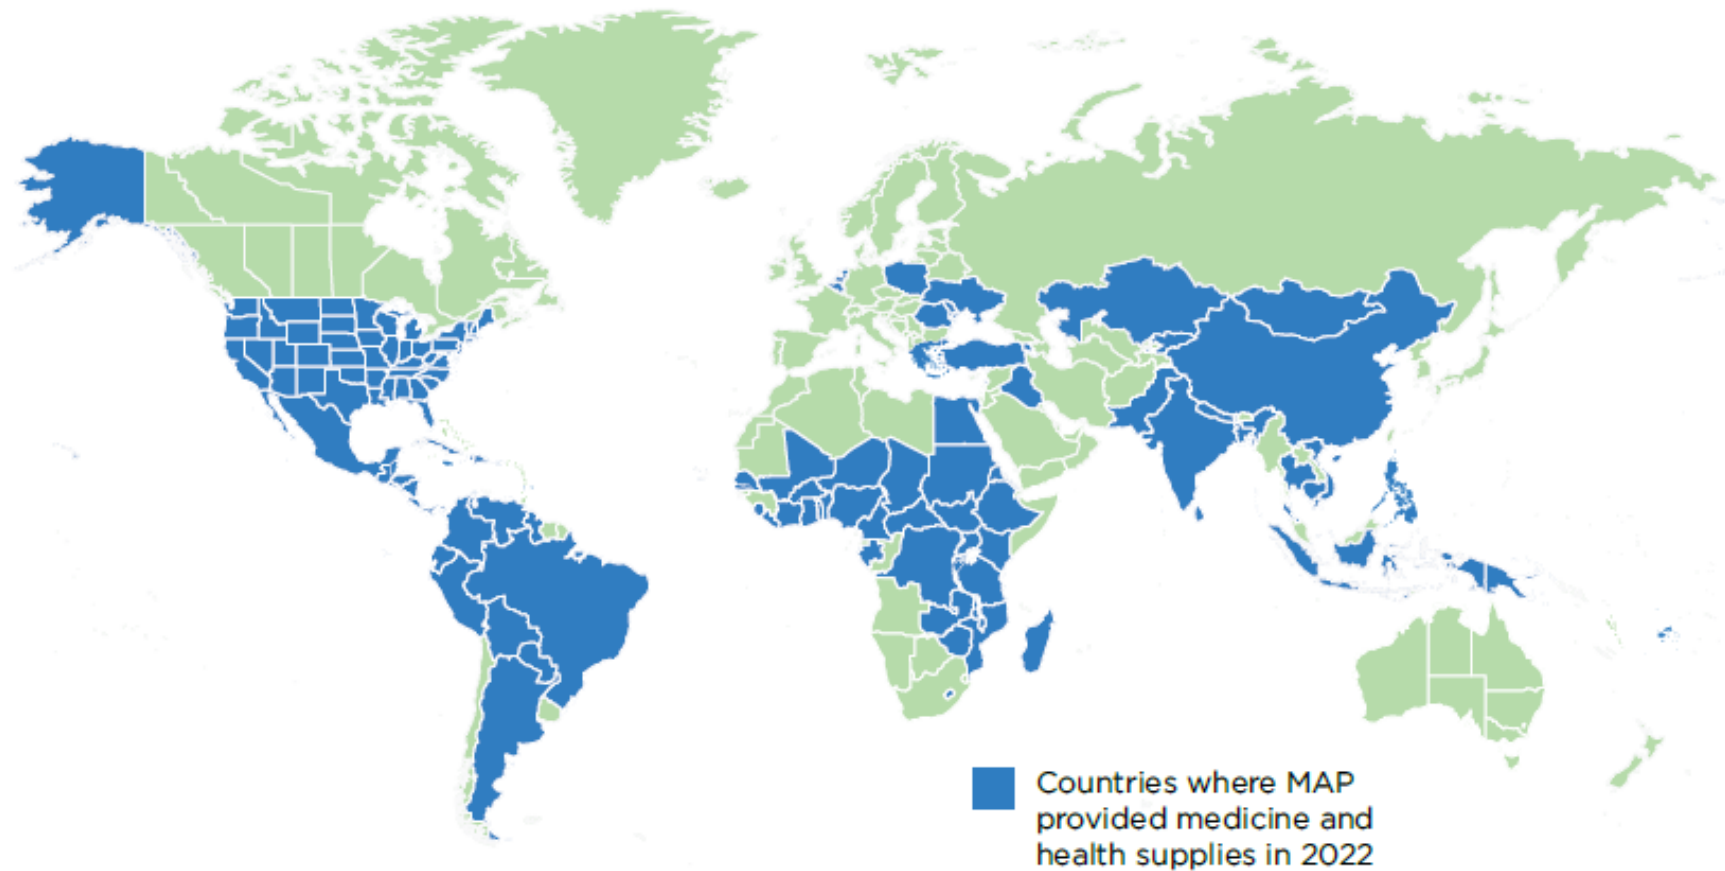 Countries where MAP
provided medicine and
health supplies in 2022